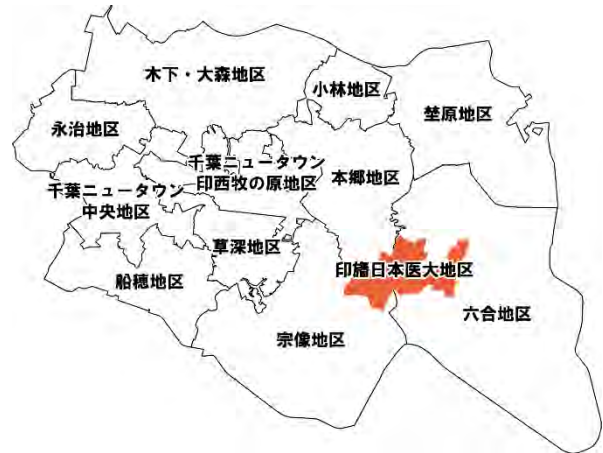 木下・大森地区
小林地区
埜原地区
永治地区
千葉ニュータウン
印西牧の原地区
本郷地区
千葉ニュータウン
中央地区
草深地区
船穂地区
印旛日本医大地区
六合地区
宗像地区